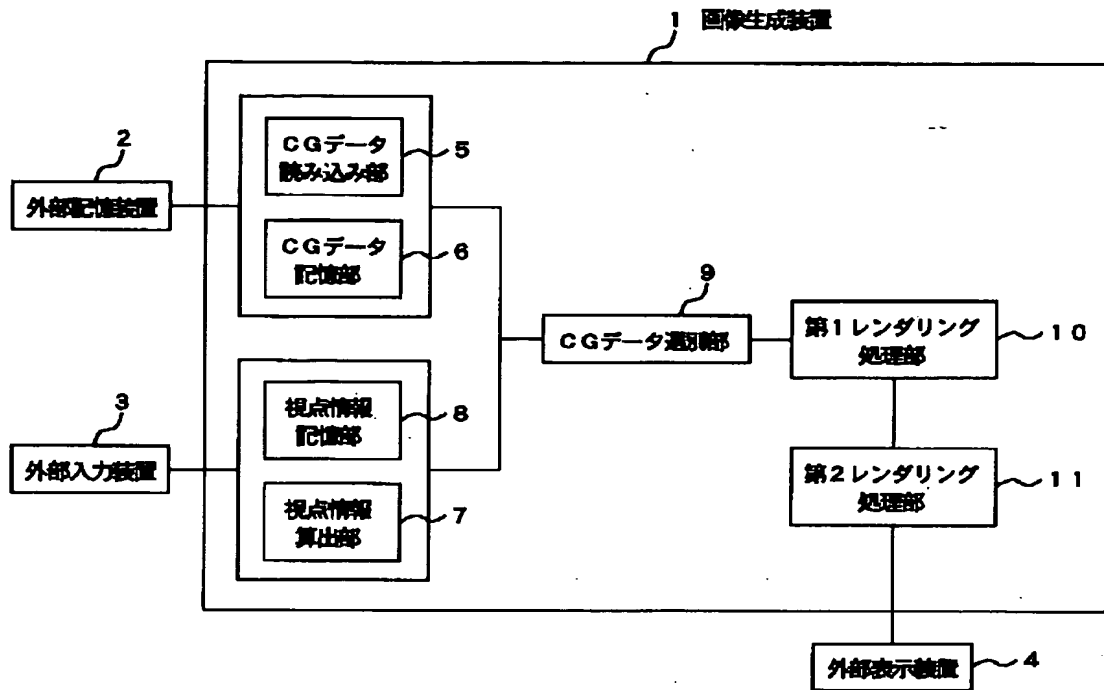 1 画像生成装置
CGデータ
読み込み部
5
2
外部記憶装置
CGデータ
記憶部
6
9
CGデータ選別部
第1レンダリング
処理部
10
視点情報
記憶部
8
3
外部入力装置
第2レンダリング
処理部
11
視点情報
算出部
7
外部表示装置
4